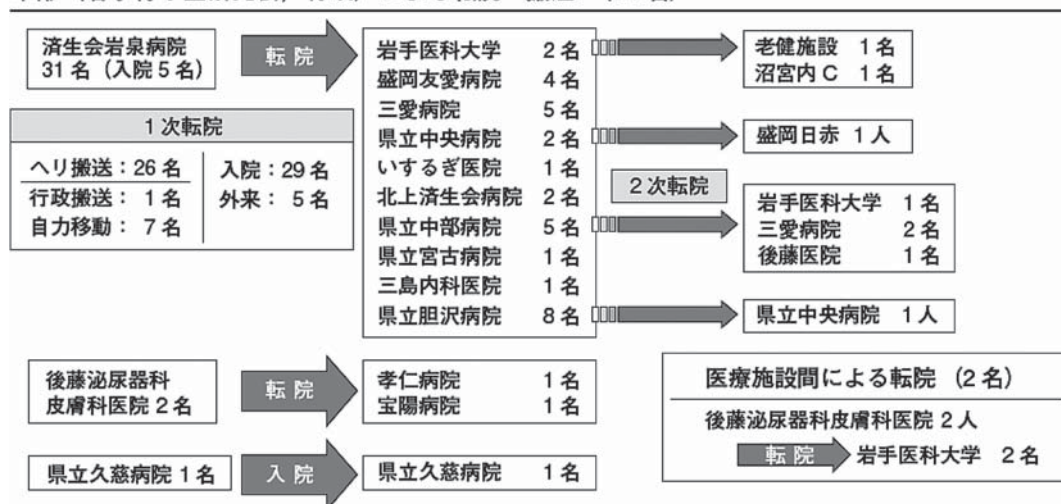 済生会岩泉病院
31名（入院5名）
転院
1次転院
ヘリ搬送：26名
行政搬送： 1名
自力移動： 7名
入院：29名
外来： 5名
岩手医科大学 2名
盛岡友愛病院 4名
三愛病院 5名
県立中央病院 2名
いするぎ医院 1名
北上済生会病院 2名
県立中部病院 5名
県立宮古病院 1名
三島内科医院 1名
県立胆沢病院 8名
2次転院
老健施設 1名
沼宮内C 1名
盛岡日赤 1人
岩手医科大学 1名
三愛病院 2名
後藤医院 1名
県立中央病院 1人
後藤泌尿器科
皮膚科医院 2名
転院
孝仁病院 1名
宝陽病院 1名
県立久慈病院 1名
入院
県立久慈病院 1名
医療施設間による転院 （2名）
後藤泌尿器科皮膚科医院 2人
転院 岩手医科大学 2名